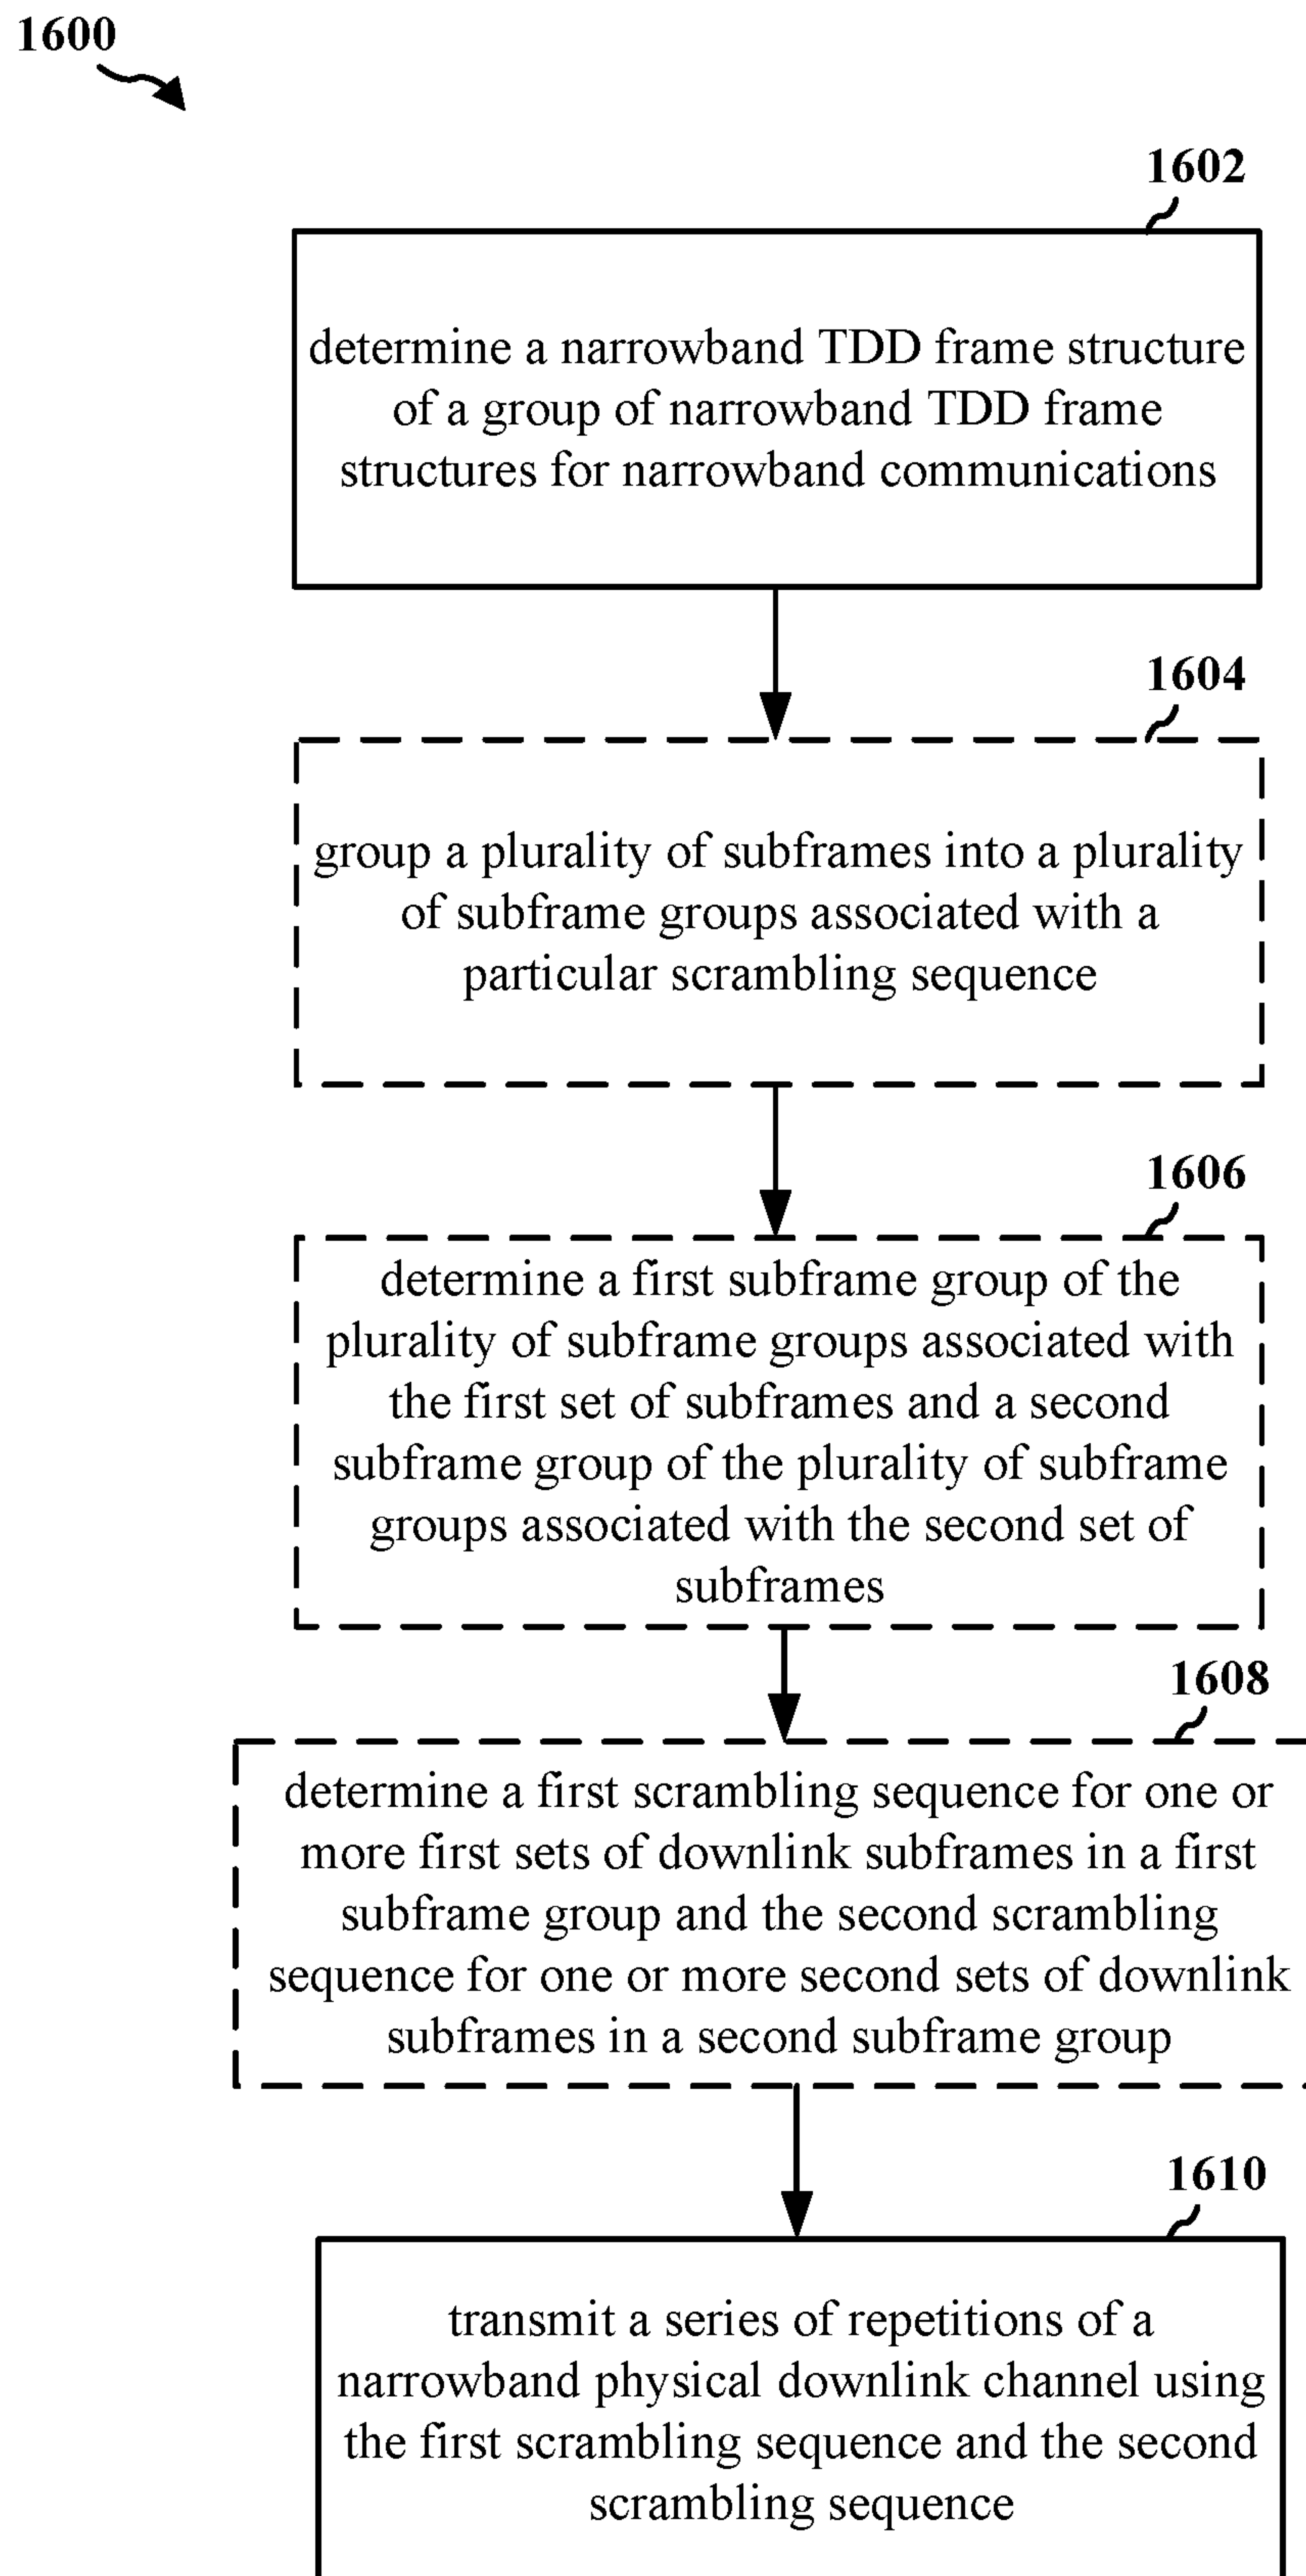 1600
1602
determine a narrowband TDD frame structure
of a group of narrowband TDD frame
structures for narrowband communications
1604
group a plurality of subframes into a plurality
of subframe groups associated with a
particular scrambling sequence
1606
determine a first subframe group of the
plurality of subframe groups associated with
the first set of subframes and a second
subframe group of the plurality of subframe
groups associated with the second set of
subframes
1608
determine a first scrambling sequence for one or
more first sets of downlink subframes in a first
subframe group and the second scrambling
sequence for one or more second sets of downlink
subframes in a second subframe group
1610
transmit a series of repetitions of a
narrowband physical downlink channel using
the first scrambling sequence and the second
scrambling sequence